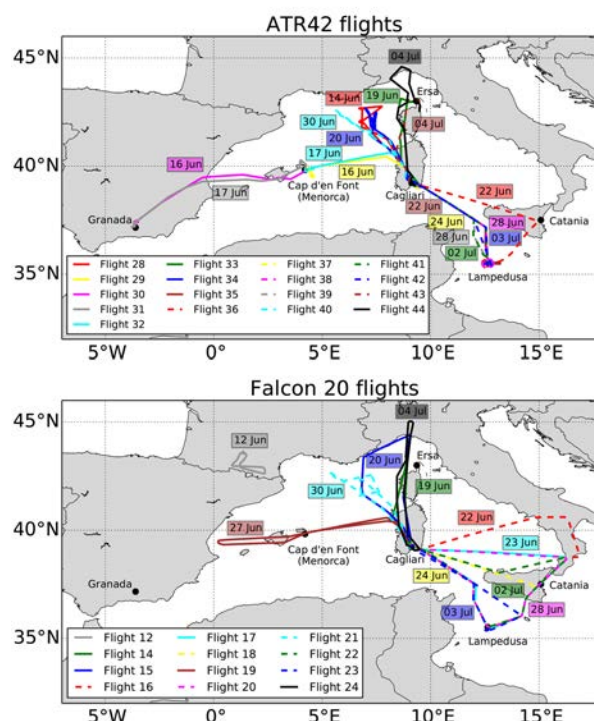 ATR42 flights
45°N
40°N
35°N
04 Jul
14 Jun
19 Jun
Ersa
30 Jun
04 Jul
20 Jun
17 Jun
16 Jun
16 Jun
Cap d'en Font
(Menorca)
17 Jun
Cagliari
22 Jun
22 Jun
Granada
24 Jun
28 Jun
Catania
28 Jun
03 Jul
02 Jul
Lampedusa
Flight 28
Flight 29
Flight 30
Flight 31
Flight 32
Flight 33
Flight 34
Flight 35
Flight 36
Flight 37
Flight 38
Flight 39
Flight 40
Flight 41
Flight 42
Flight 43
Flight 44
5°W
0°
5°E
10°E
15°E
Falcon 20 flights
45°N
40°N
35°N
04 Jul
12 Jun
20 Jun
Ersa
30 Jun
19 Jun
27 Jun
22 Jun
Cap d'en Font
(Menorca)
Cagliari
23 Jun
24 Jun
Granada
02 Jul
Catania
03 Jul
28 Jun
Lampedusa
Flight 12
Flight 14
Flight 15
Flight 16
Flight 17
Flight 18
Flight 19
Flight 20
Flight 21
Flight 22
Flight 23
Flight 24
5°W
0°
5°E
10°E
15°E